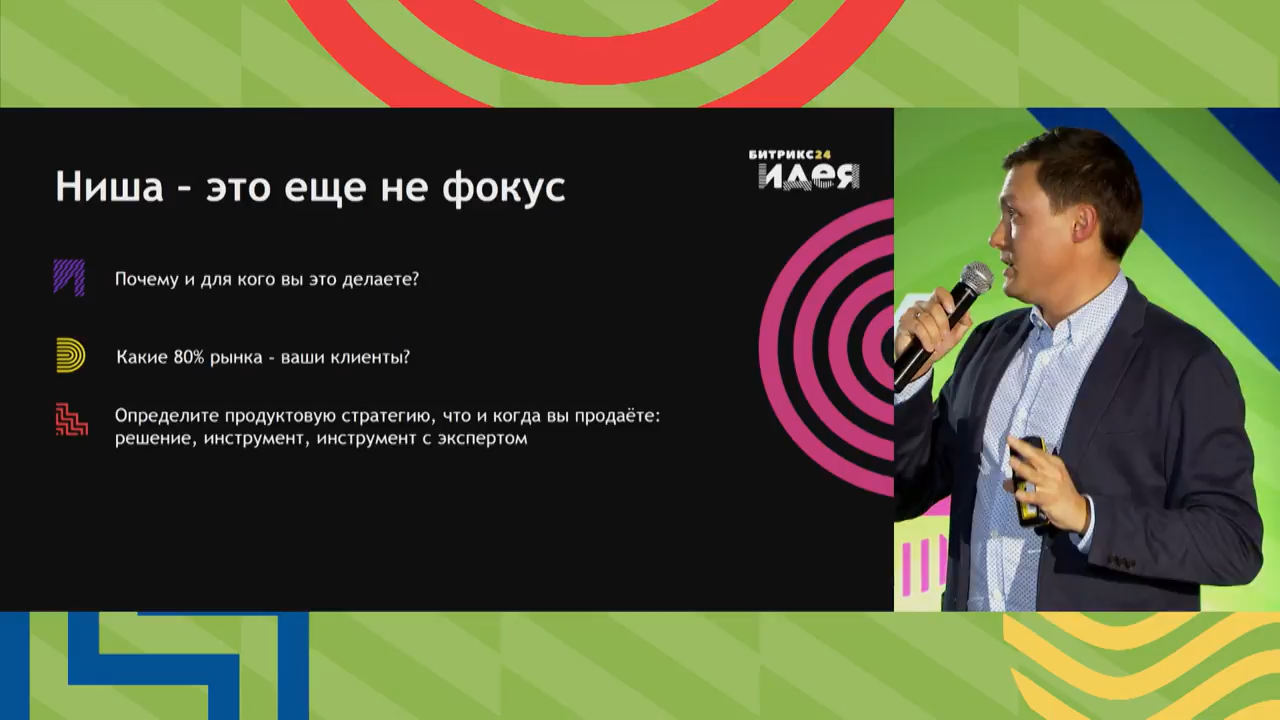 БИТРИКС24
идея
Ниша - это еще не фокус
Почему и для кого вы это делаете?
Какие 80% рынка - ваши клиенты?
Определите продуктовую стратегию, что и когда вы продаёте:
решение, инструмент, инструмент с экспертом